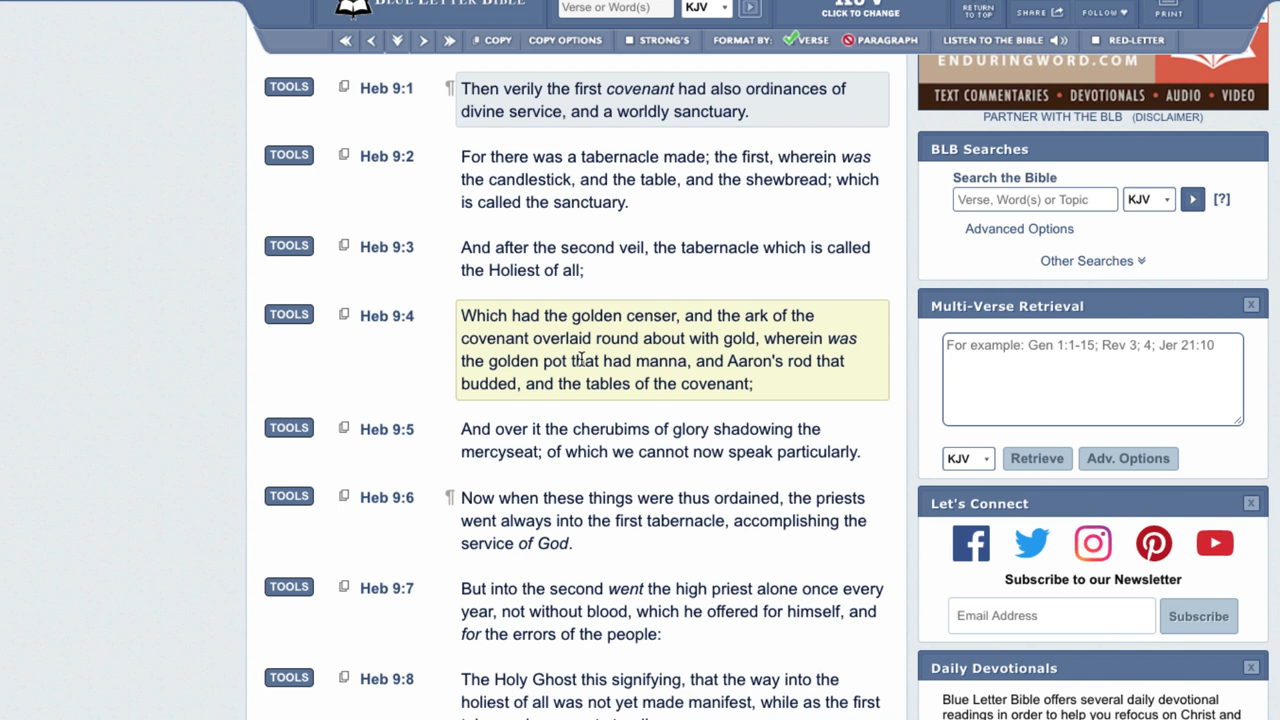 BLUE LETTER BIBLE
Verse or Word(s)
KJV
CLICK TO CHANGE
RETURN
TO TOP
SHARE
FOLLOW
PRINT
COPY
COPY OPTIONS
STRONG'S
FORMAT BY:
VERSE
PARAGRAPH
LISTEN TO THE BIBLE
RED-LETTER
TOOLS
Heb 9:1
¶ Then verily the first covenant had also ordinances of
divine service, and a worldly sanctuary.
TOOLS
Heb 9:2
For there was a tabernacle made; the first, wherein was
the candlestick, and the table, and the shewbread; which
is called the sanctuary.
TOOLS
Heb 9:3
And after the second veil, the tabernacle which is called
the Holiest of all;
TOOLS
Heb 9:4
Which had the golden censer, and the ark of the
covenant overlaid round about with gold, wherein was
the golden pot that had manna, and Aaron's rod that
budded, and the tables of the covenant;
TOOLS
Heb 9:5
And over it the cherubims of glory shadowing the
mercyseat; of which we cannot now speak particularly.
TOOLS
Heb 9:6
¶ Now when these things were thus ordained, the priests
went always into the first tabernacle, accomplishing the
service of God.
TOOLS
Heb 9:7
But into the second went the high priest alone once every
year, not without blood, which he offered for himself, and
for the errors of the people:
TOOLS
Heb 9:8
The Holy Ghost this signifying, that the way into the
holiest of all was not yet made manifest, while as the first
ENDURINGWORD.COM
TEXT COMMENTARIES • DEVOTIONALS • AUDIO • VIDEO
PARTNER WITH THE BLB (DISCLAIMER)
BLB Searches
Search the Bible
Verse, Word(s) or Topic
KJV
[?]
Advanced Options
Other Searches
Multi-Verse Retrieval
X
For example: Gen 1:1-15; Rev 3; 4; Jer 21:10
KJV
Retrieve
Adv. Options
Let's Connect
X
Subscribe to our Newsletter
Email Address
Subscribe
Daily Devotionals
X
Blue Letter Bible offers several daily devotional
readings in order to help you refocus on Christ and